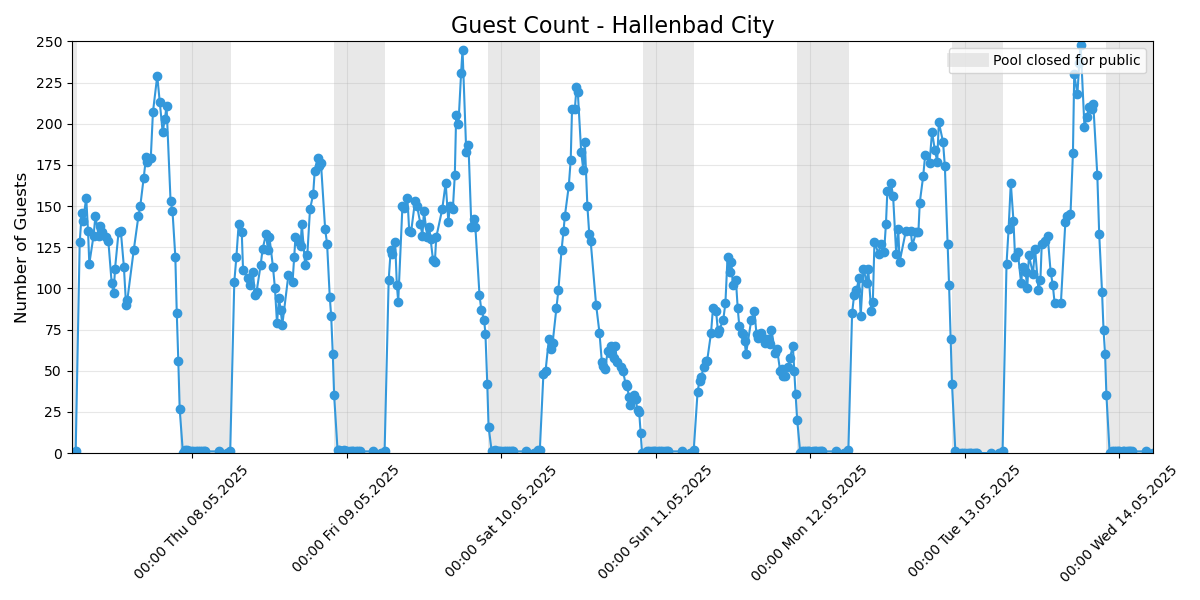 Guest Count - Hallenbad City
Pool closed for public
Number of Guests
250
225
200
175
150
125
100
75
50
25
0
00:00 Thu 08.05.2025
00:00 Fri 09.05.2025
00:00 Sat 10.05.2025
00:00 Sun 11.05.2025
00:00 Mon 12.05.2025
00:00 Tue 13.05.2025
00:00 Wed 14.05.2025